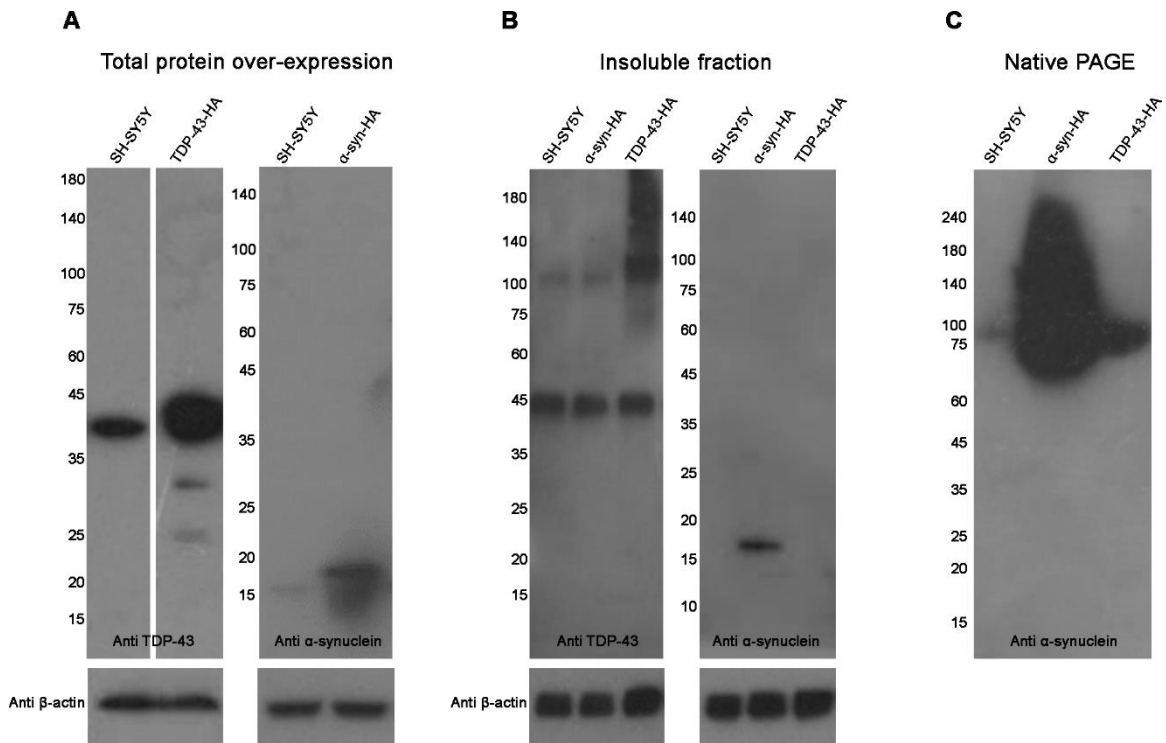 A
Total protein over-expression
SH-SY5Y
TDP-43-HA
SH-SY5Y
α-syn-HA
180
140
100
75
60
45
35
25
20
15
140
100
75
60
45
35
25
20
15
Anti TDP-43
Anti α-synuclein
Anti β-actin
B
Insoluble fraction
SH-SY5Y
α-syn-HA
TDP-43-HA
SH-SY5Y
α-syn-HA
TDP-43-HA
180
140
100
75
60
45
35
25
20
15
140
100
75
60
45
35
25
20
15
10
Anti TDP-43
Anti α-synuclein
Anti β-actin
C
Native PAGE
SH-SY5Y
α-syn-HA
TDP-43-HA
240
180
140
100
75
60
45
35
25
20
15
Anti α-synuclein